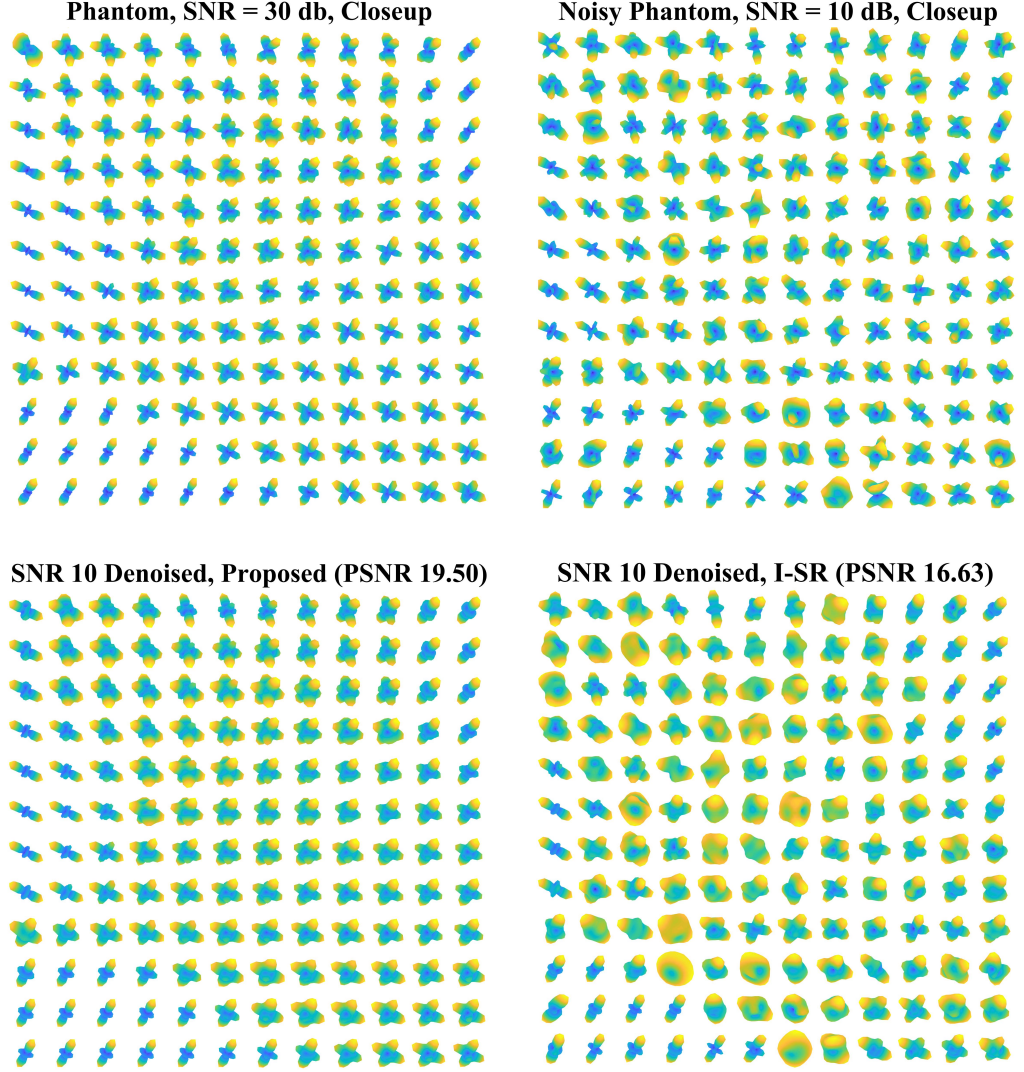 Phantom, SNR = 30 db, Closeup
Noisy Phantom, SNR = 10 dB, Closeup
SNR 10 Denoised, Proposed (PSNR 19.50)
SNR 10 Denoised, I-SR (PSNR 16.63)